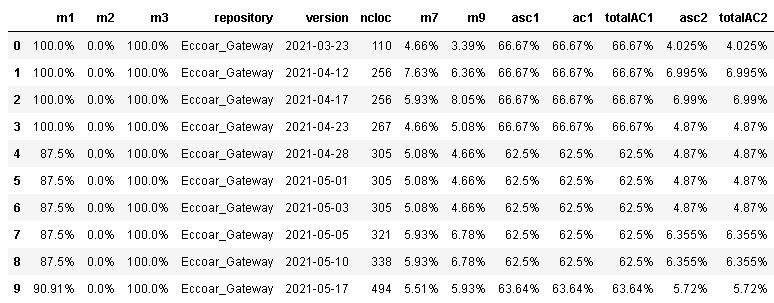 m1 m2 m3 repository version ncloc m7 m9 asc1 ac1 totalAC1 asc2 totalAC2
0 100.0% 0.0% 100.0% Eccoar_Gateway 2021-03-23 110 4.66% 3.39% 66.67% 66.67% 66.67% 4.025% 4.025%
1 100.0% 0.0% 100.0% Eccoar_Gateway 2021-04-12 256 7.63% 6.36% 66.67% 66.67% 66.67% 6.995% 6.995%
2 100.0% 0.0% 100.0% Eccoar_Gateway 2021-04-17 256 5.93% 8.05% 66.67% 66.67% 66.67% 6.99% 6.99%
3 100.0% 0.0% 100.0% Eccoar_Gateway 2021-04-23 267 4.66% 5.08% 66.67% 66.67% 66.67% 4.87% 4.87%
4 87.5% 0.0% 100.0% Eccoar_Gateway 2021-04-28 305 5.08% 4.66% 62.5% 62.5% 62.5% 4.87% 4.87%
5 87.5% 0.0% 100.0% Eccoar_Gateway 2021-05-01 305 5.08% 4.66% 62.5% 62.5% 62.5% 4.87% 4.87%
6 87.5% 0.0% 100.0% Eccoar_Gateway 2021-05-03 305 5.08% 4.66% 62.5% 62.5% 62.5% 4.87% 4.87%
7 87.5% 0.0% 100.0% Eccoar_Gateway 2021-05-05 321 5.93% 6.78% 62.5% 62.5% 62.5% 6.355% 6.355%
8 87.5% 0.0% 100.0% Eccoar_Gateway 2021-05-10 338 5.93% 6.78% 62.5% 62.5% 62.5% 6.355% 6.355%
9 90.91% 0.0% 100.0% Eccoar_Gateway 2021-05-17 494 5.51% 5.93% 63.64% 63.64% 63.64% 5.72% 5.72%